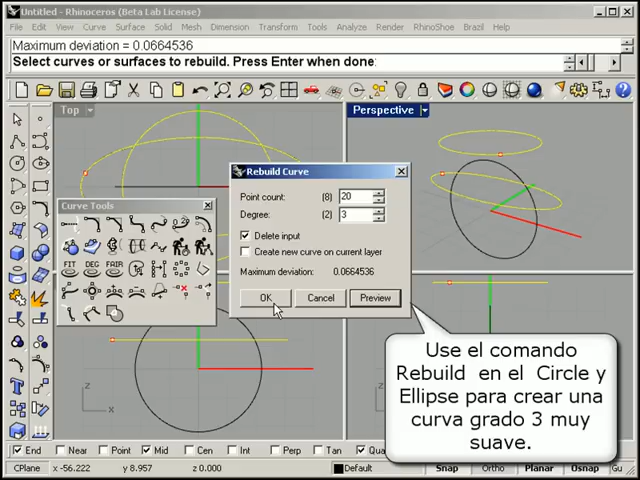 Untitled - Rhinoceros (Beta Lab License)
File Edit View Curve Surface Solid Mesh Dimension Transform Tools Analyze Render RhinoShoe Brazil Help
Maximum deviation = 0.0664536
Select curves or surfaces to rebuild. Press Enter when done:
Top
Perspective
Rebuild Curve
Point count: (8) 20
Degree: (2) 3
Delete input
Create new curve on current layer
Maximum deviation: 0.0664536
OK Cancel Preview
Curve Tools
FIT DEG FAIR
Use el comando
Rebuild en el Circle y
Ellipse para crear una
curva grado 3 muy
suave.
z
x
z
End Near Point Mid Cen Int Perp Tan Qua
CPlane x -56.222 y 8.957 z 0.000 Default Snap Ortho Planar Osnap Gu